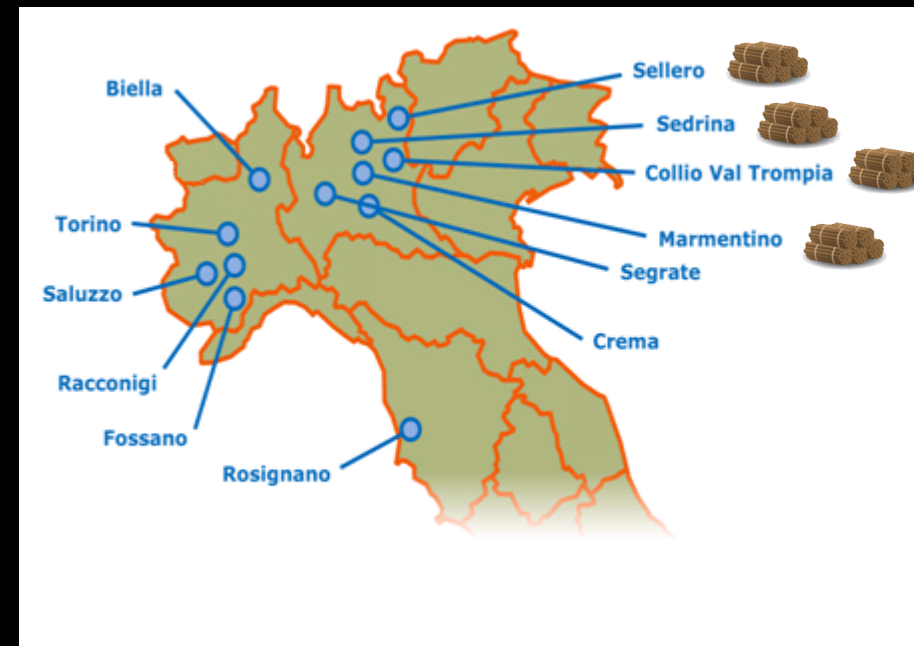 Sellero
Biella
Sedrina
Collio Val Trompia
Torino
Marmentino
Segrate
Saluzzo
Crema
Racconigi
Fossano
Rosignano